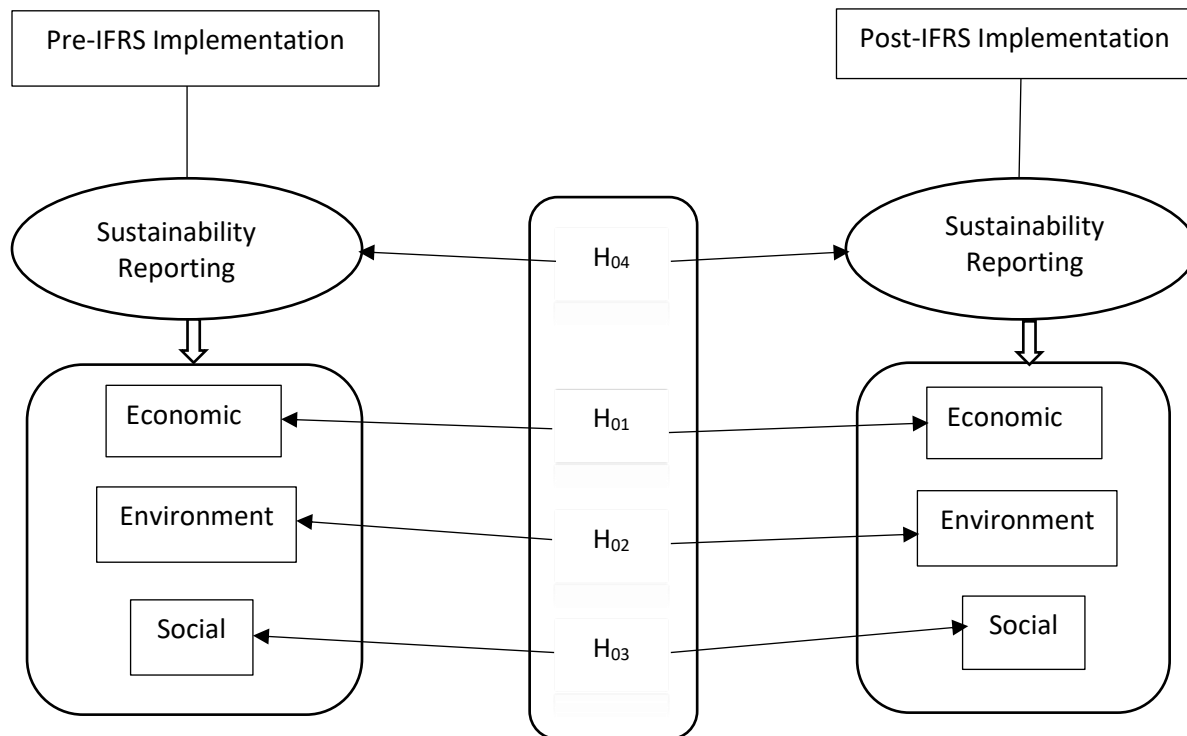 Pre-IFRS Implementation
Post-IFRS Implementation
Sustainability
Reporting
H₀₄
Sustainability
Reporting
Economic
H₀₁
Economic
Environment
H₀₂
Environment
Social
H₀₃
Social